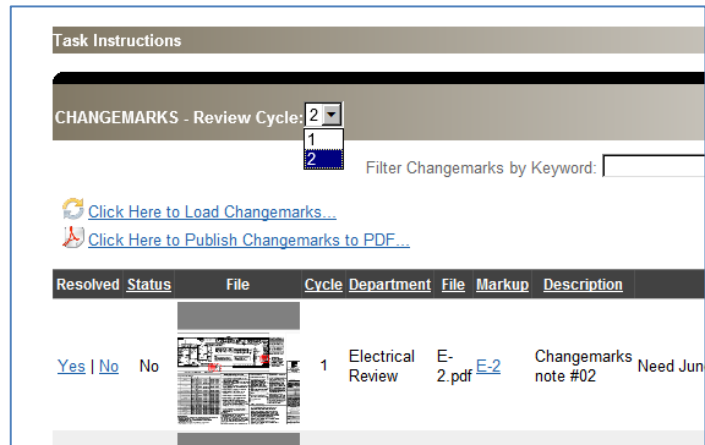 Task Instructions
CHANGEMARKS - Review Cycle: 2
1
2
Filter Changemarks by Keyword:
Click Here to Load Changemarks...
Click Here to Publish Changemarks to PDF...
Resolved Status File Cycle Department File Markup Description
Yes | No No 1 Electrical Review E-2.pdf E-2 Changemarks note #02 Need Jun